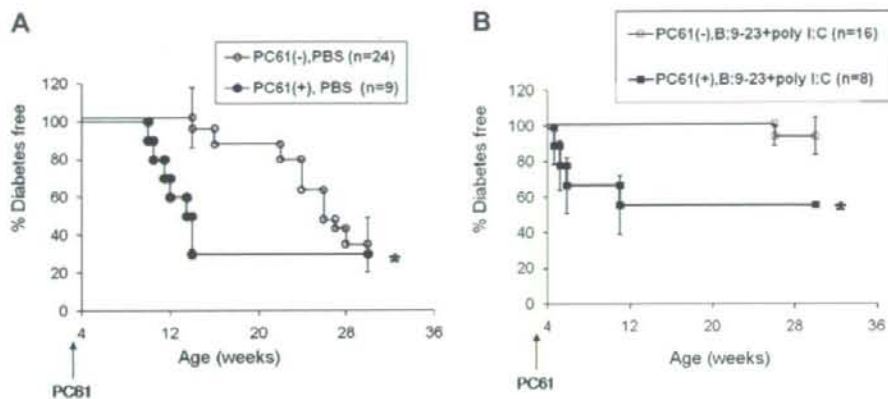 A
PC61(-),PBS (n=24)
PC61(+), PBS (n=9)
% Diabetes free
120
100
80
60
40
20
0
4
12
20
28
36
*
Age (weeks)
PC61
B
PC61(-),B:9-23+poly I:C (n=16)
PC61(+),B:9-23+poly I:C (n=8)
% Diabetes free
120
100
80
60
40
20
0
4
12
20
28
36
*
Age (weeks)
PC61